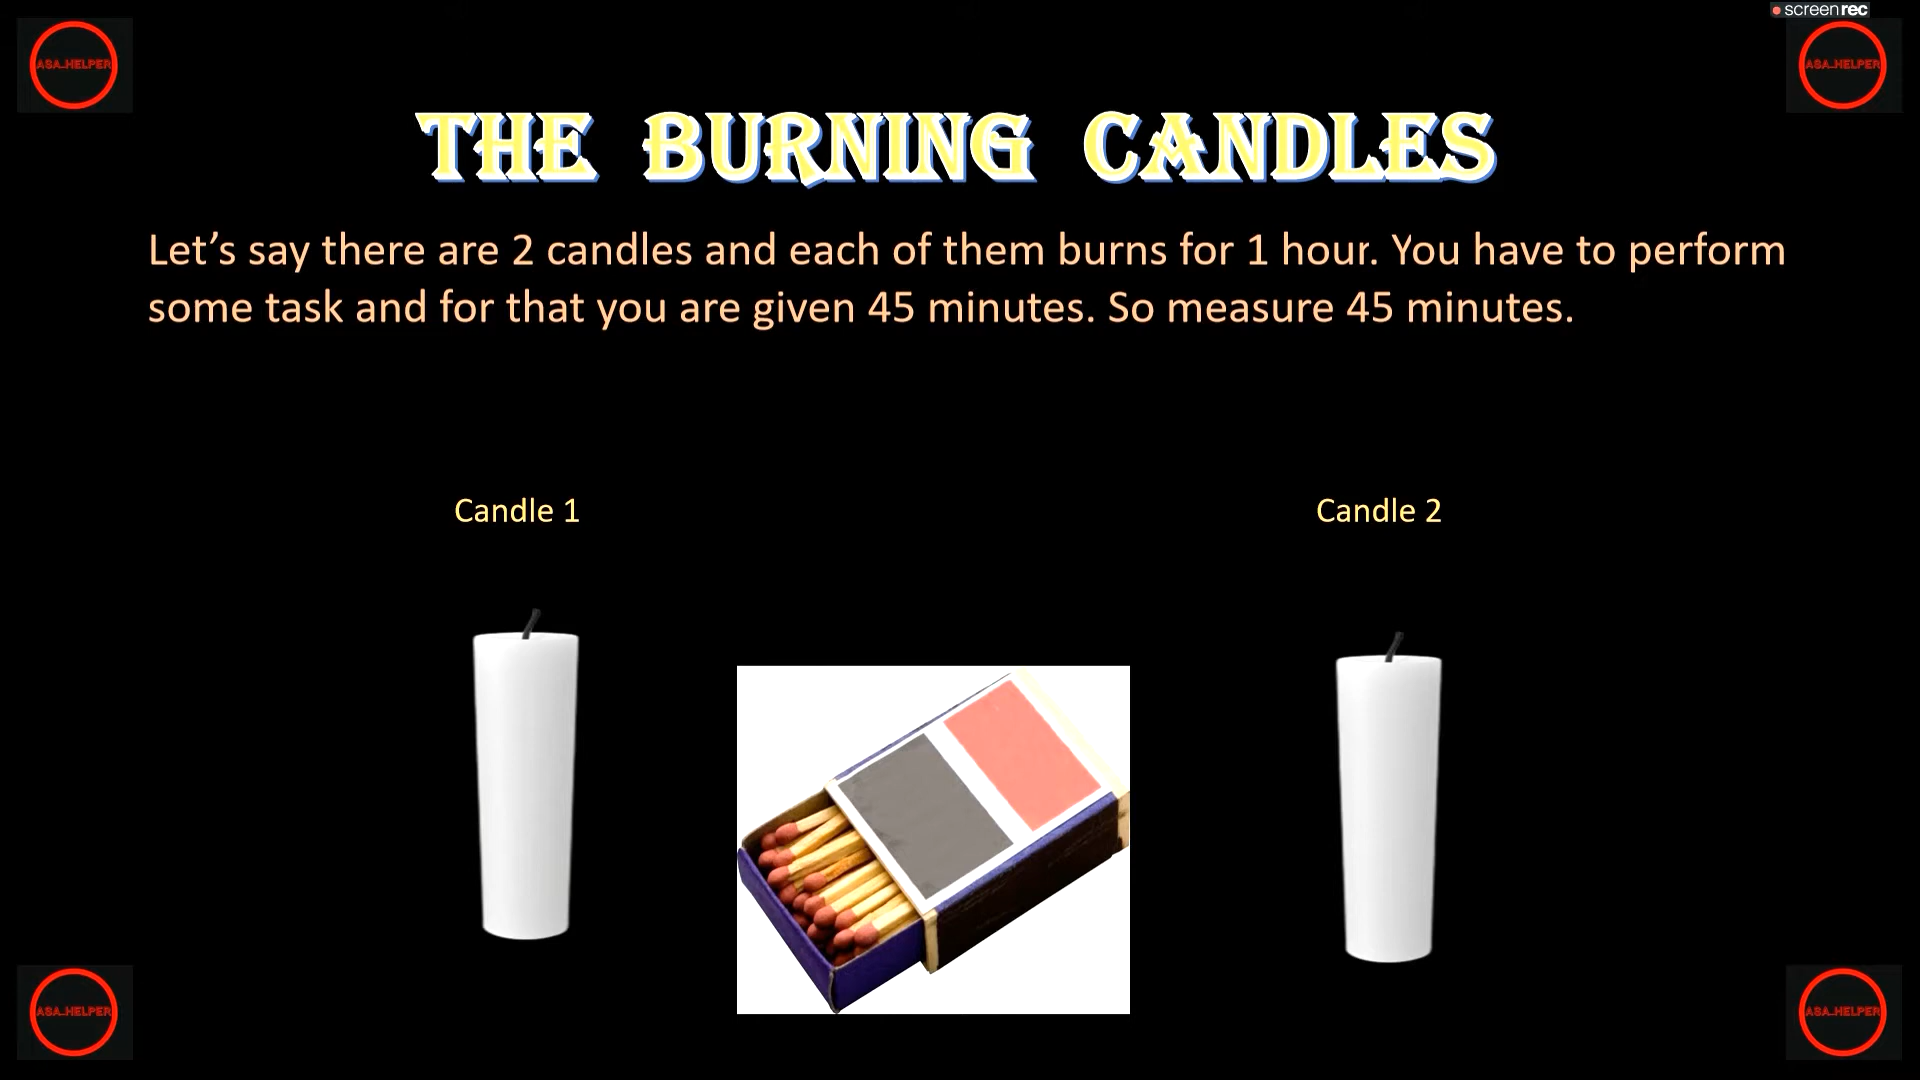 screenrec
ASA_HELPER
ASA_HELPER
THE BURNING CANDLES
Let’s say there are 2 candles and each of them burns for 1 hour. You have to perform
some task and for that you are given 45 minutes. So measure 45 minutes.
Candle 1
Candle 2
ASA_HELPER
ASA_HELPER